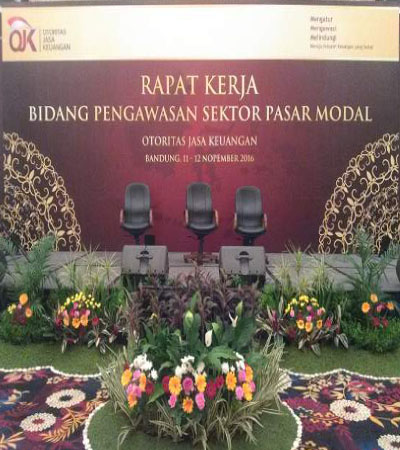 OJK
OTORITAS
JASA
KEUANGAN
Mengatur
Mengawasi
Melindungi
RAPAT KERJA
BIDANG PENGAWASAN SEKTOR PASAR MODAL
OTORITAS JASA KEUANGAN
BANDUNG, 11 - 12 NOPEMBER 2016